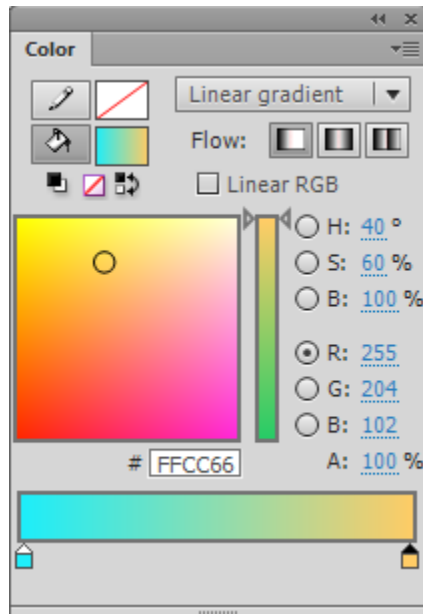 Color
Linear gradient
Flow:
Linear RGB
H: 40 °
S: 60 %
B: 100 %
R: 255
G: 204
B: 102
# FFCC66
A: 100 %